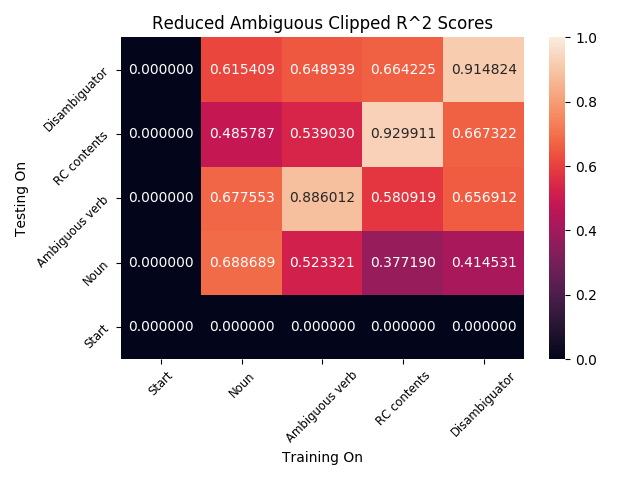 Reduced Ambiguous Clipped R^2 Scores
Testing On
Disambiguator 0.000000 0.615409 0.648939 0.664225 0.914824
RC contents 0.000000 0.485787 0.539030 0.929911 0.667322
Ambiguous verb 0.000000 0.677553 0.886012 0.580919 0.656912
Noun 0.000000 0.688689 0.523321 0.377190 0.414531
Start 0.000000 0.000000 0.000000 0.000000 0.000000
Start Noun Ambiguous verb RC contents Disambiguator
Training On
1.0
0.8
0.6
0.4
0.2
0.0